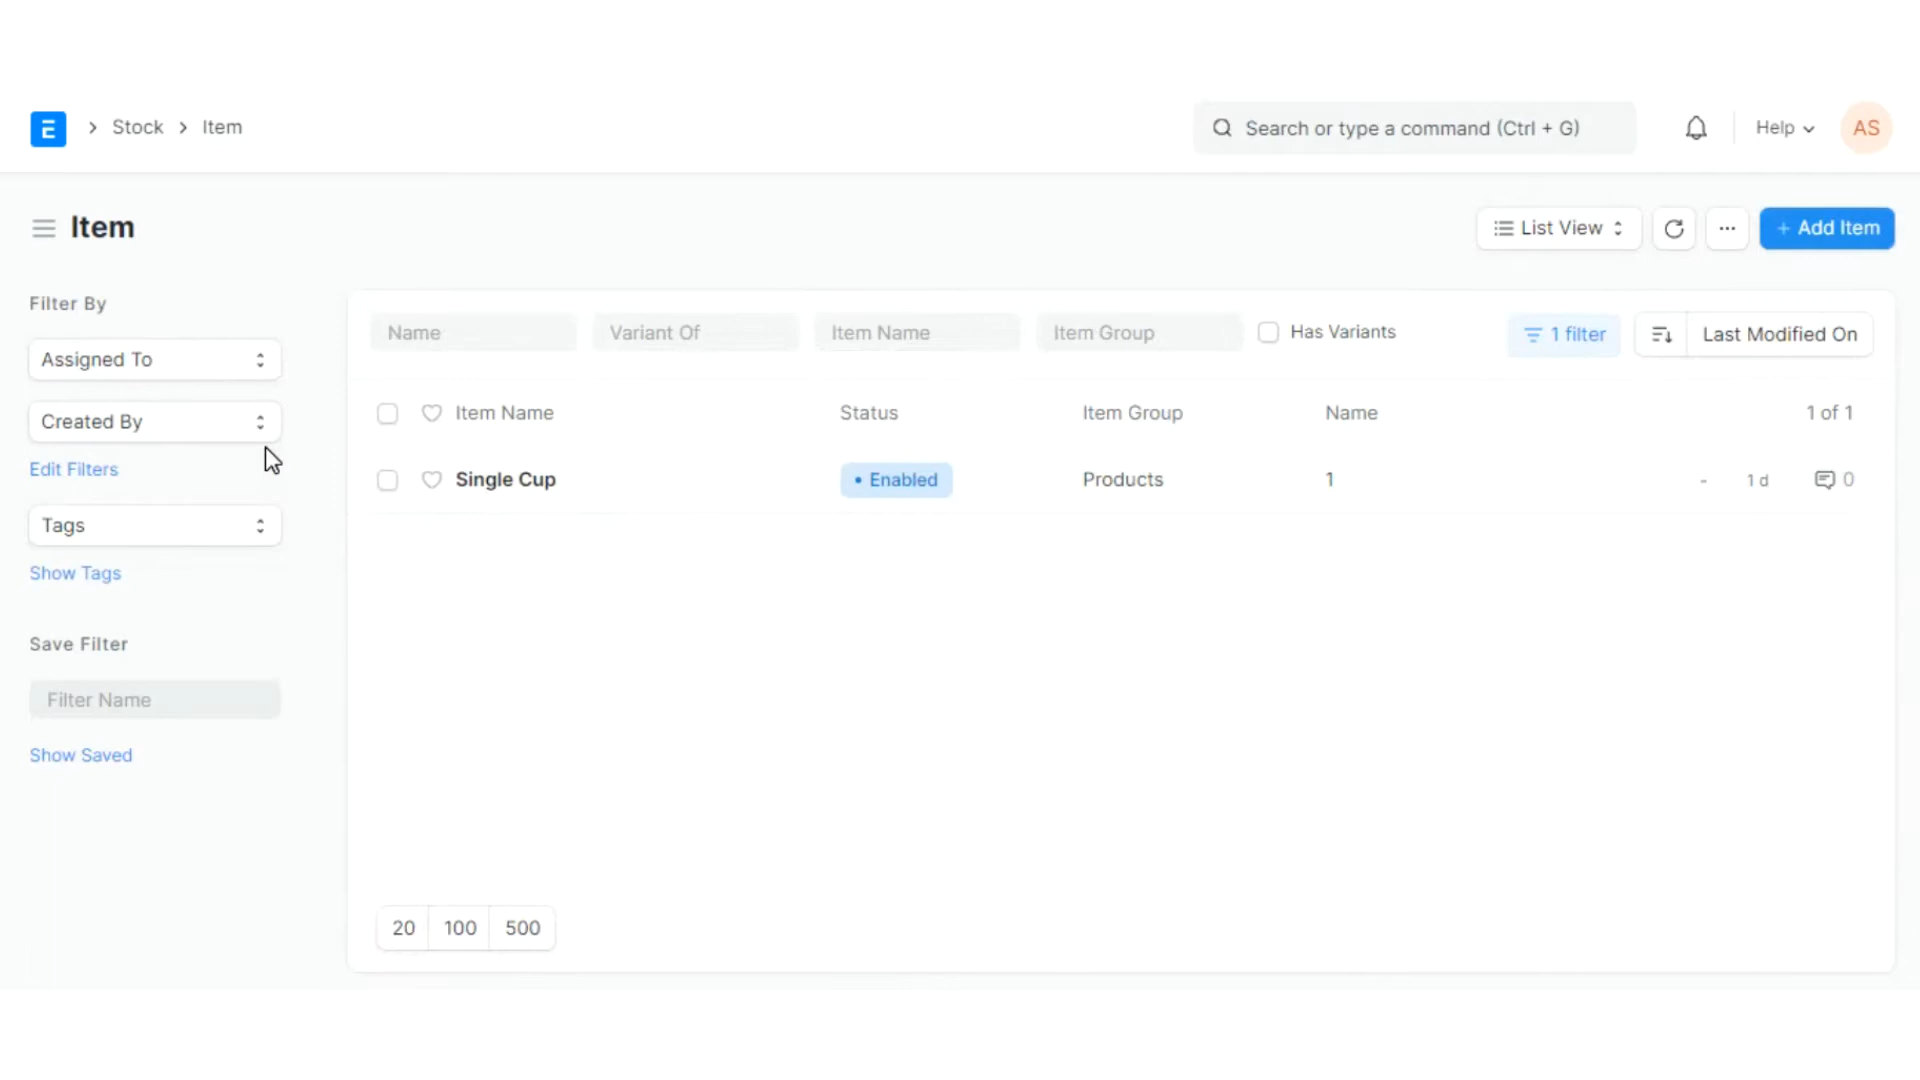 E
Stock
Item
Search or type a command (Ctrl + G)
Help
AS
Item
List View
+ Add Item
Filter By
Assigned To
Created By
Edit Filters
Tags
Show Tags
Save Filter
Filter Name
Show Saved
Name
Variant Of
Item Name
Item Group
Has Variants
1 filter
Last Modified On
Item Name
Status
Item Group
Name
1 of 1
Single Cup
• Enabled
Products
1
-
1 d
0
20
100
500